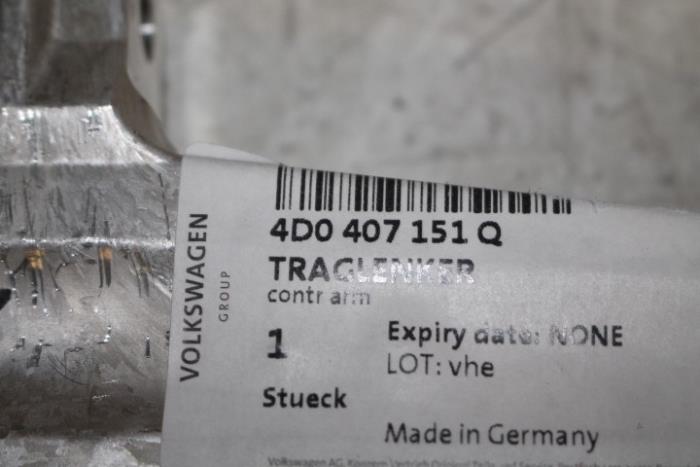 VOLKSWAGEN
GROUP
4D0 407 151 Q
TRAGLENKER
contr arm
1
Expiry date: NONE
LOT: vhe
Stueck
Made in Germany